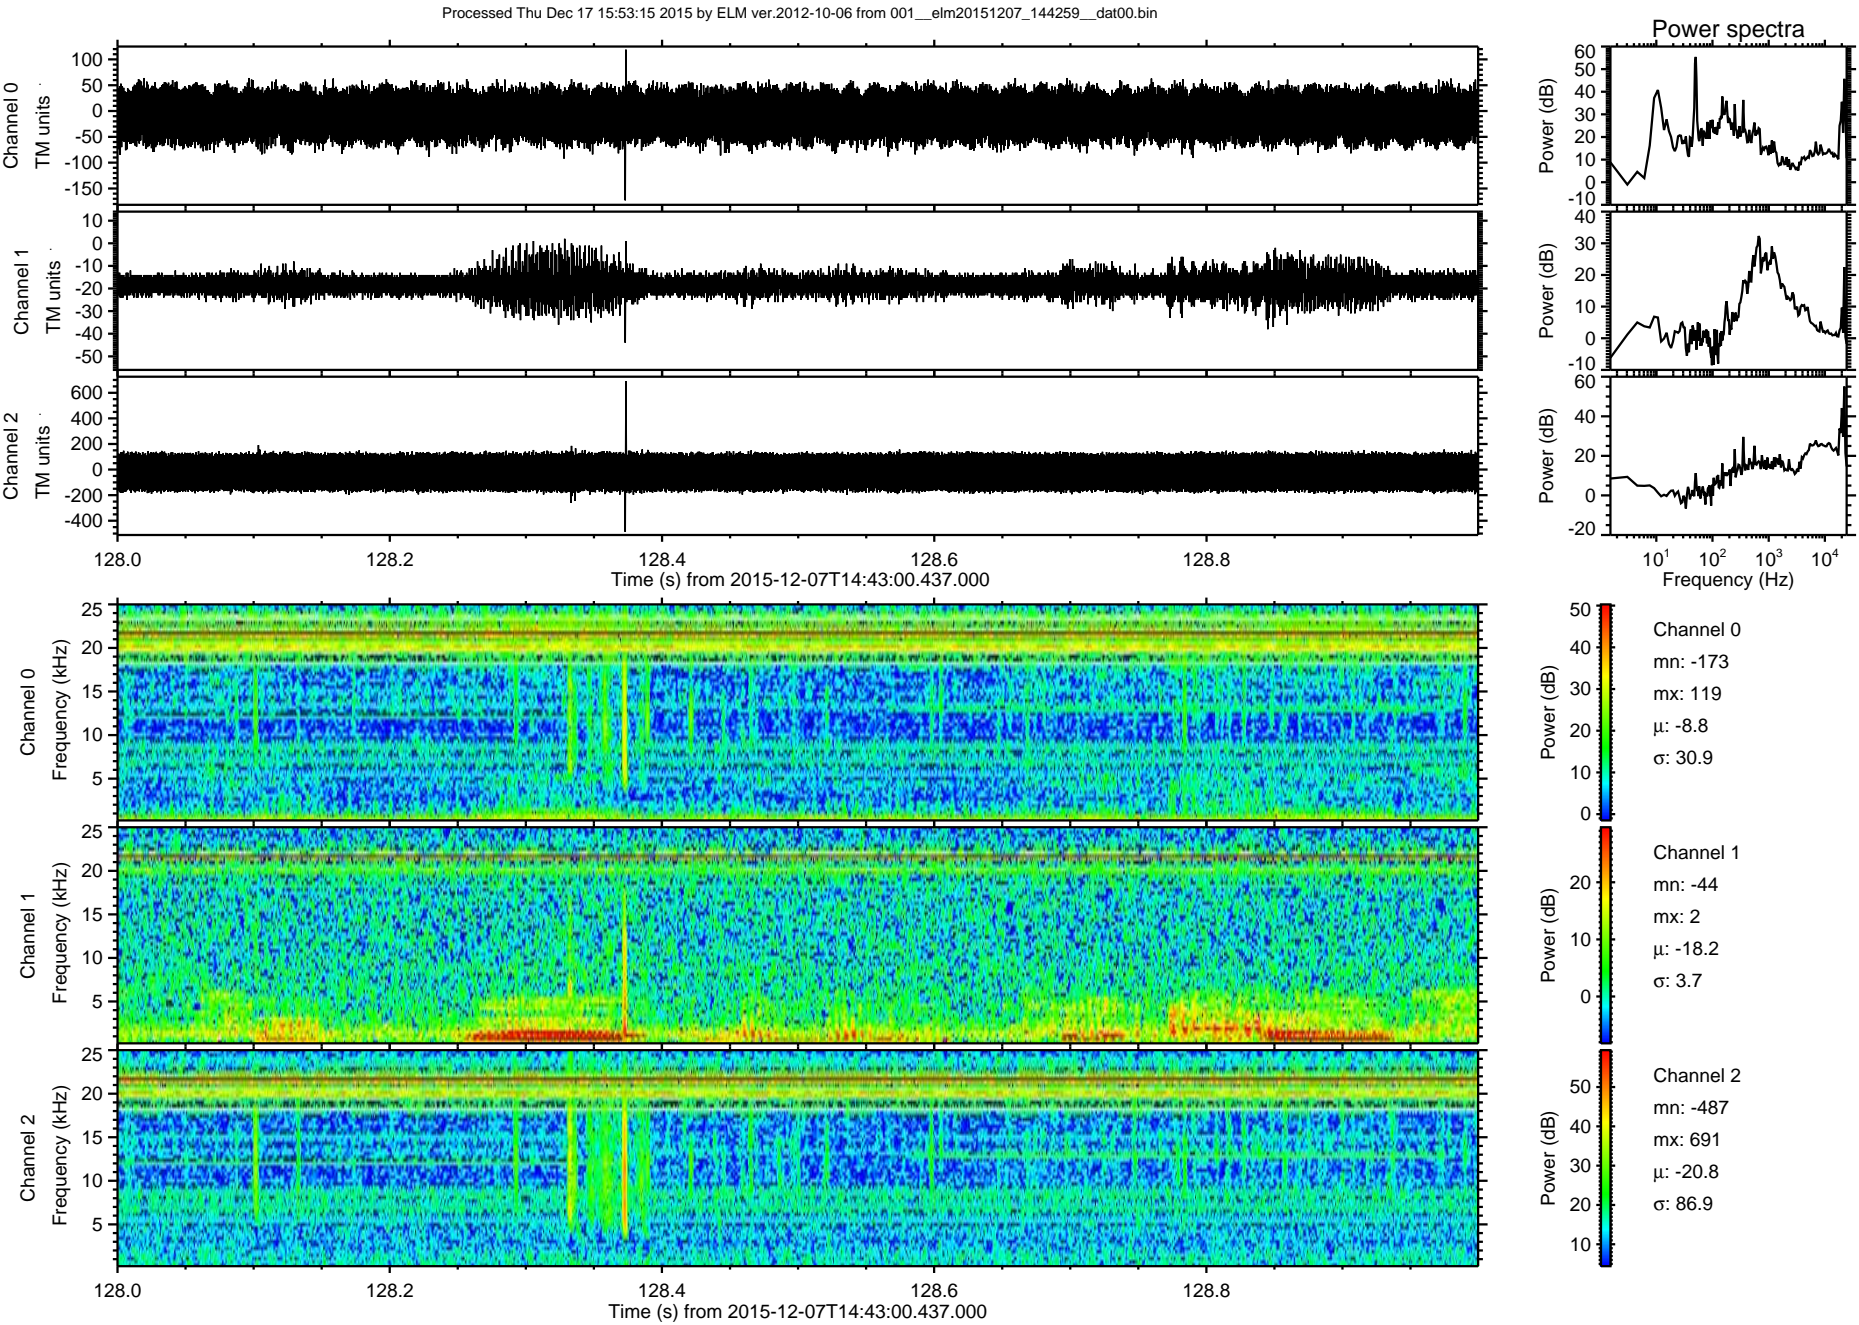 Processed Thu Dec 17 15:53:15 2015 by ELM ver.2012-10-06 from 001__elm20151207_144259__dat00.bin
Power spectra
Channel 0
TM units
100
50
0
-50
-100
-150
Power (dB)
60
50
40
30
20
10
0
-10
Channel 1
TM units
10
0
-10
-20
-30
-40
-50
Power (dB)
40
30
20
10
0
-10
Channel 2
TM units
600
400
200
0
-200
-400
Power (dB)
60
40
20
0
-20
128.0 128.2 128.4 128.6 128.8
Time (s) from 2015-12-07T14:43:00.437.000
10¹ 10² 10³ 10⁴
Frequency (Hz)
Channel 0
Frequency (kHz)
25
20
15
10
5
Power (dB)
50
40
30
20
10
0
Channel 0
mn: -173
mx: 119
μ: -8.8
σ: 30.9
Channel 1
Frequency (kHz)
25
20
15
10
5
Power (dB)
20
10
0
Channel 1
mn: -44
mx: 2
μ: -18.2
σ: 3.7
Channel 2
Frequency (kHz)
25
20
15
10
5
Power (dB)
50
40
30
20
10
Channel 2
mn: -487
mx: 691
μ: -20.8
σ: 86.9
128.0 128.2 128.4 128.6 128.8
Time (s) from 2015-12-07T14:43:00.437.000